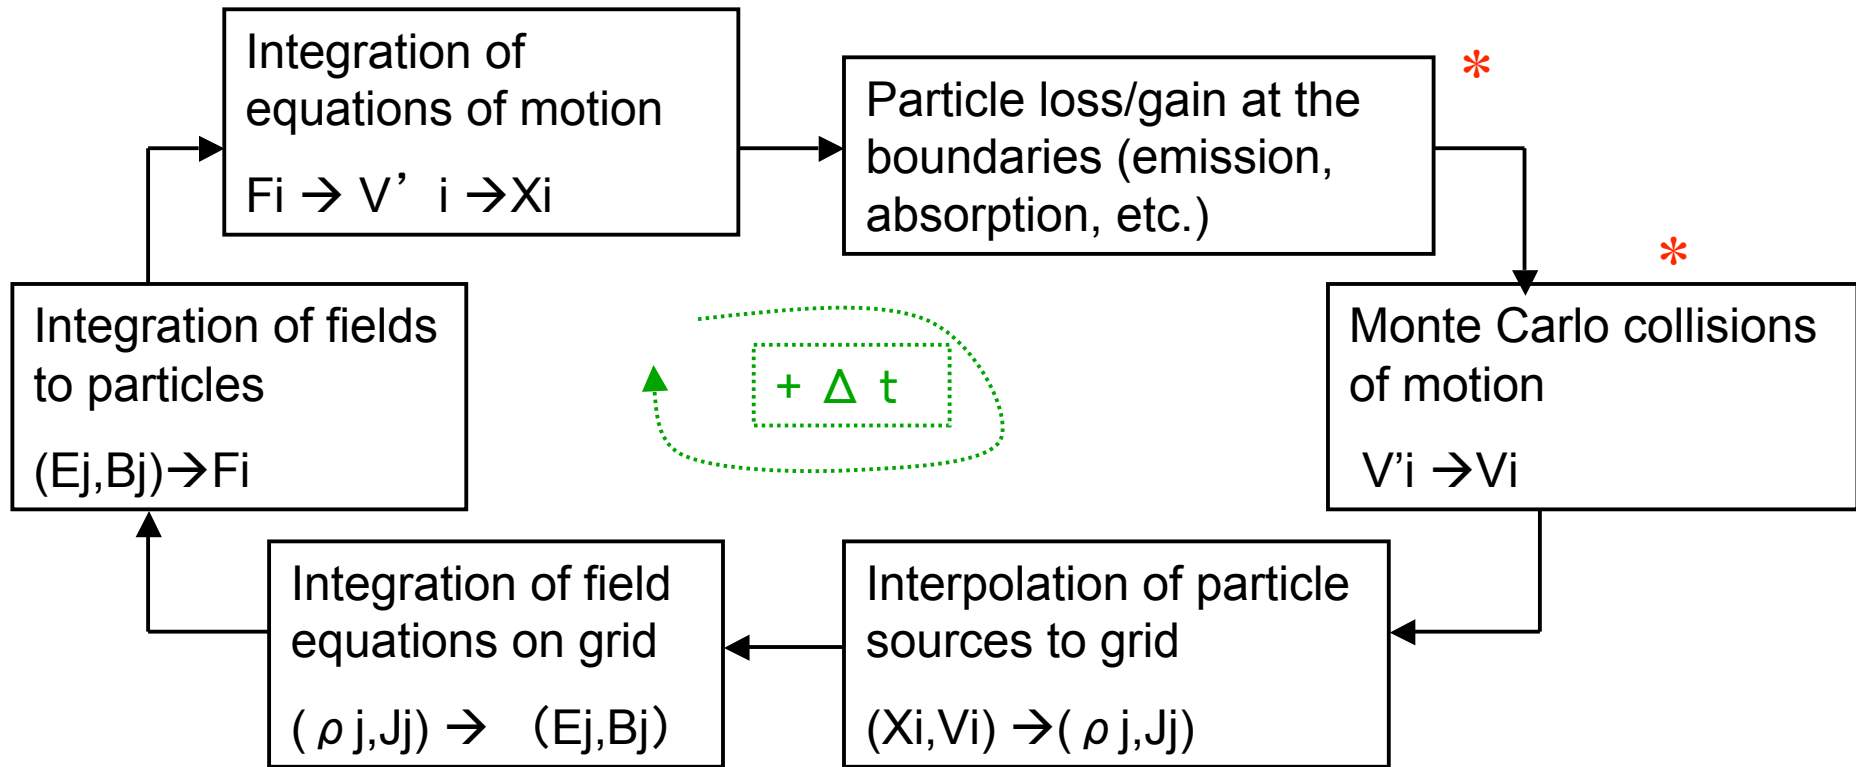 Integration of
equations of motion
Fi → V’ i →Xi
Particle loss/gain at the
boundaries (emission,
absorption, etc.)
*
*
Monte Carlo collisions
of motion
V'i →Vi
Integration of fields
to particles
(Ej,Bj)→Fi
+ Δ t
Integration of field
equations on grid
( ρ j,Jj) → （Ej,Bj）
Interpolation of particle
sources to grid
(Xi,Vi) →( ρ j,Jj)